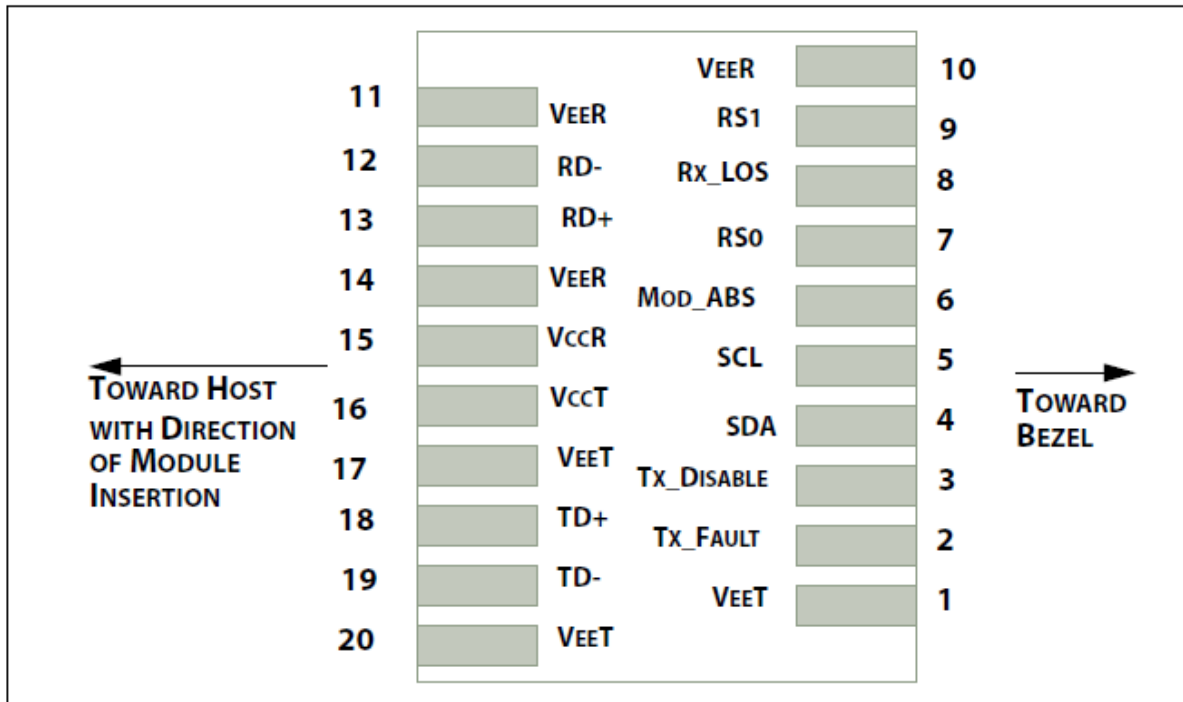 11 VEER
12 RD-
13 RD+
14 VEER
15 VCCR
16 VCCT
17 VEET
18 TD+
19 TD-
20 VEET
VEER 10
RS1 9
RX_LOS 8
RS0 7
MOD_ABS 6
SCL 5
SDA 4
TX_DISABLE 3
TX_FAULT 2
VEET 1
TOWARD HOST
WITH DIRECTION
OF MODULE
INSERTION
TOWARD
BEZEL